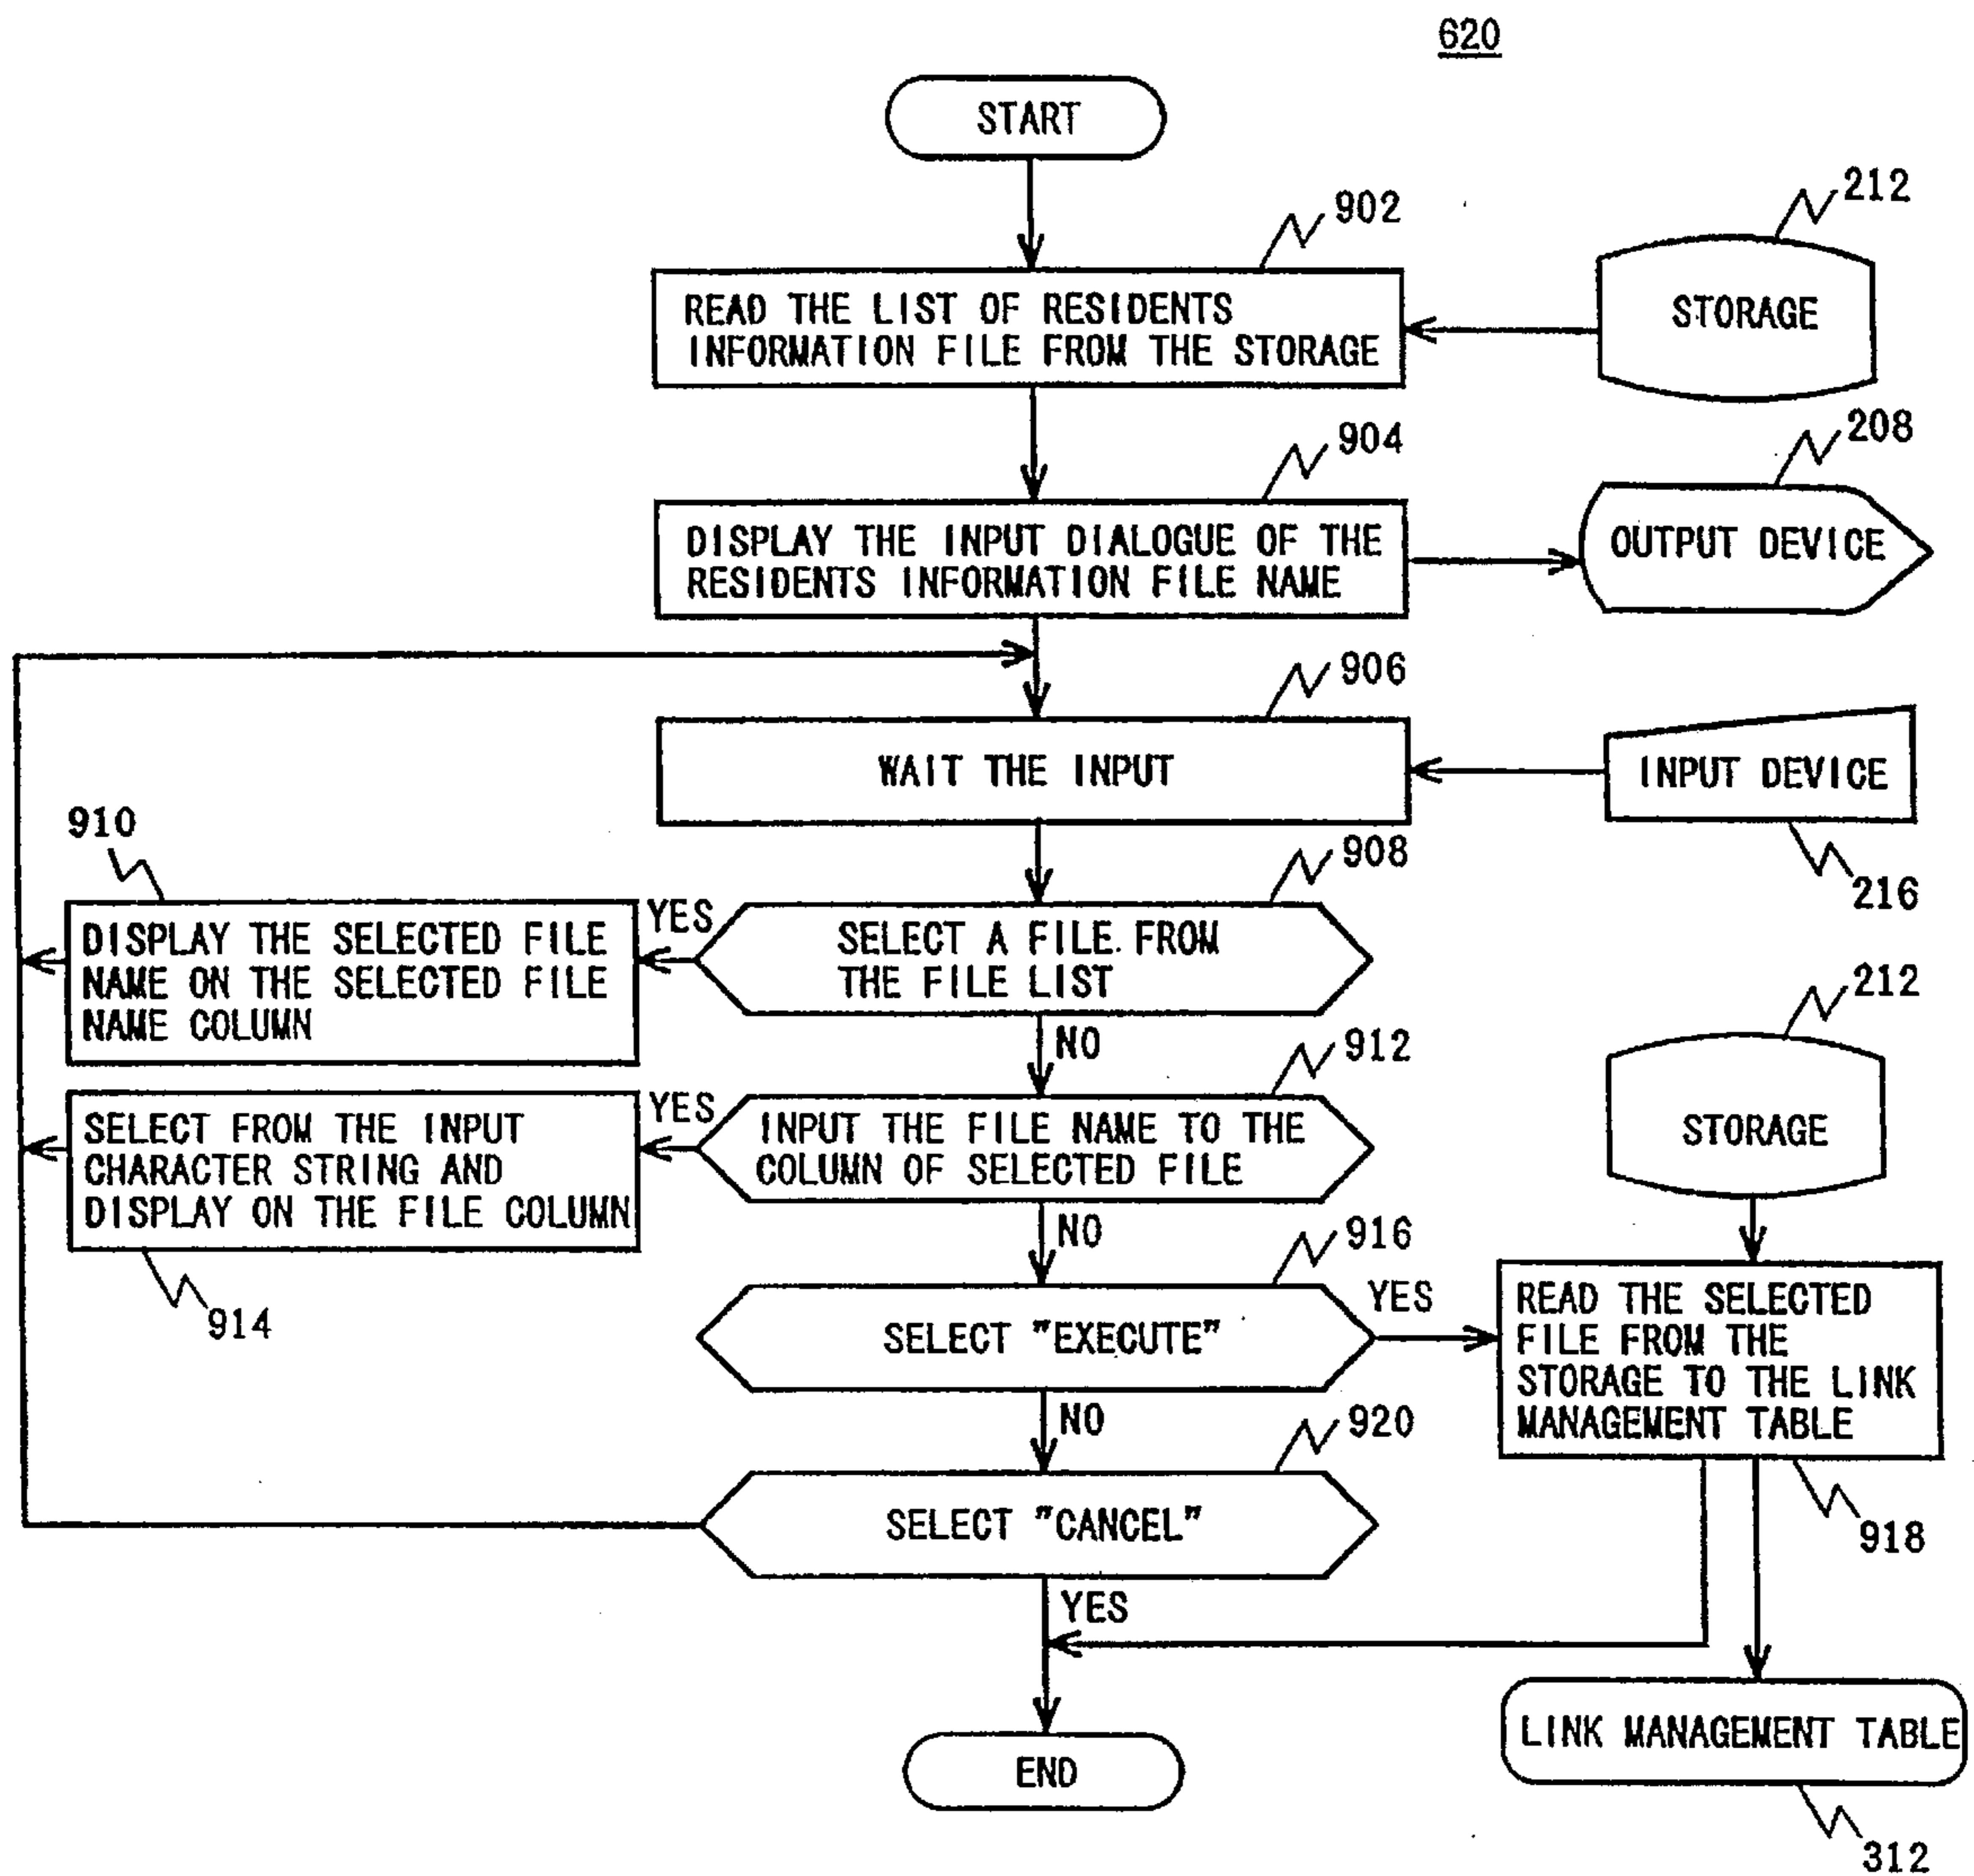 620
START
902
212
READ THE LIST OF RESIDENTS
INFORMATION FILE FROM THE STORAGE
STORAGE
904
208
DISPLAY THE INPUT DIALOGUE OF THE
RESIDENTS INFORMATION FILE NAME
OUTPUT DEVICE
906
WAIT THE INPUT
INPUT DEVICE
216
910
908
DISPLAY THE SELECTED FILE
NAME ON THE SELECTED FILE
NAME COLUMN
YES
SELECT A FILE FROM
THE FILE LIST
NO
912
212
STORAGE
SELECT FROM THE INPUT
CHARACTER STRING AND
DISPLAY ON THE FILE COLUMN
914
YES
INPUT THE FILE NAME TO THE
COLUMN OF SELECTED FILE
NO
916
SELECT "EXECUTE"
YES
READ THE SELECTED
FILE FROM THE
STORAGE TO THE LINK
MANAGEMENT TABLE
918
NO
920
SELECT "CANCEL"
YES
END
LINK MANAGEMENT TABLE
312